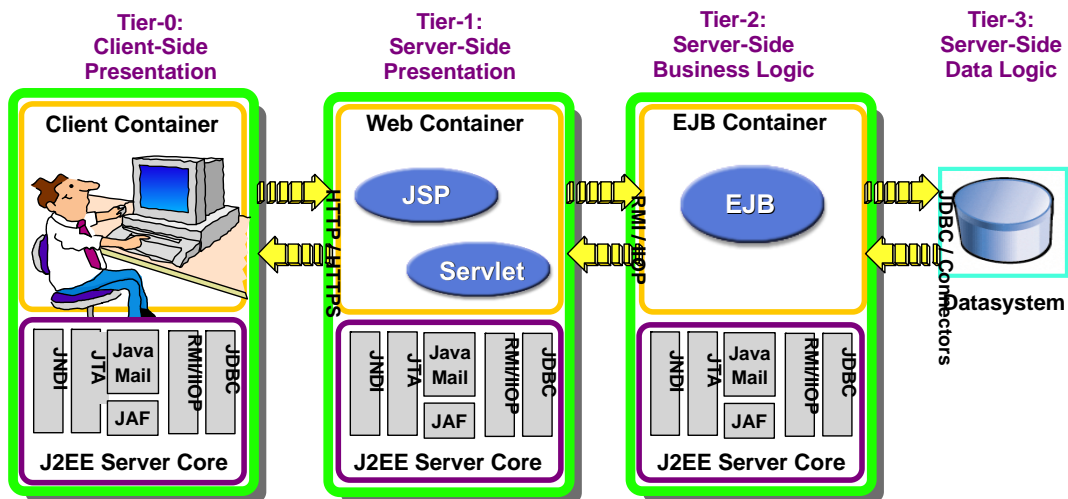 Tier-0:
Client-Side
Presentation
Tier-1:
Server-Side
Presentation
Tier-2:
Server-Side
Business Logic
Tier-3:
Server-Side
Data Logic
Client Container
Web Container
JSP
Servlet
EJB Container
EJB
HTTP / HTTPS
RMI / IIOP
JDBC / Connectors
Datasystem
JNDI
JTA
Java
Mail
JAF
RMI/IIOP
JDBC
J2EE Server Core
JNDI
JTA
Java
Mail
JAF
RMI/IIOP
JDBC
J2EE Server Core
JNDI
JTA
Java
Mail
JAF
RMI/IIOP
JDBC
J2EE Server Core